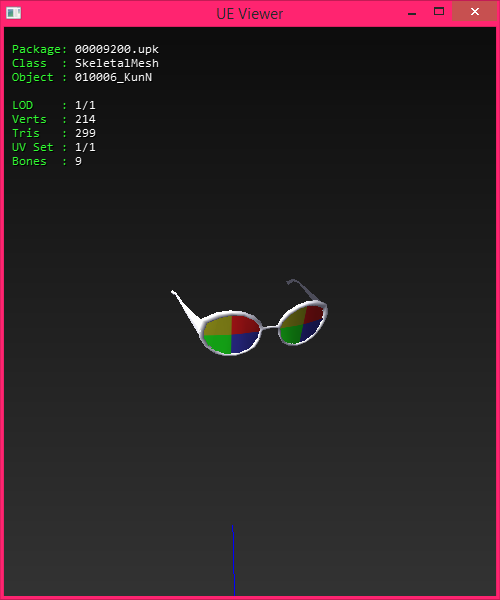 UE Viewer
Package: 00009200.upk
Class : SkeletalMesh
Object : 010006_KunN
LOD : 1/1
Verts : 214
Tris : 299
UV Set : 1/1
Bones : 9